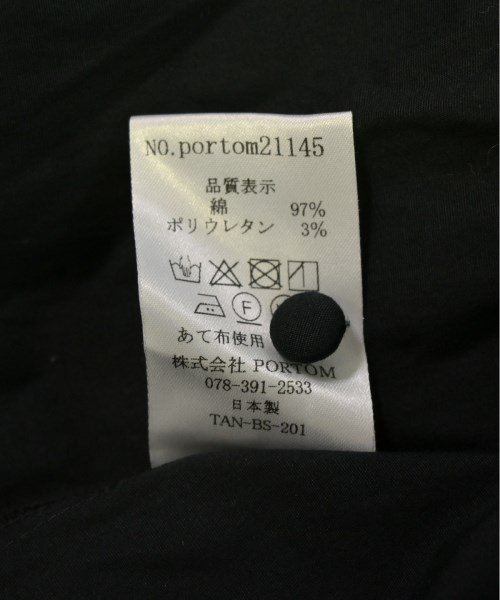 NO.portom21145
品質表示
綿 97%
ポリウレタン 3%
F
あて布使用
株式会社 PORTOM
078-391-2533
日本製
TAN-BS-201